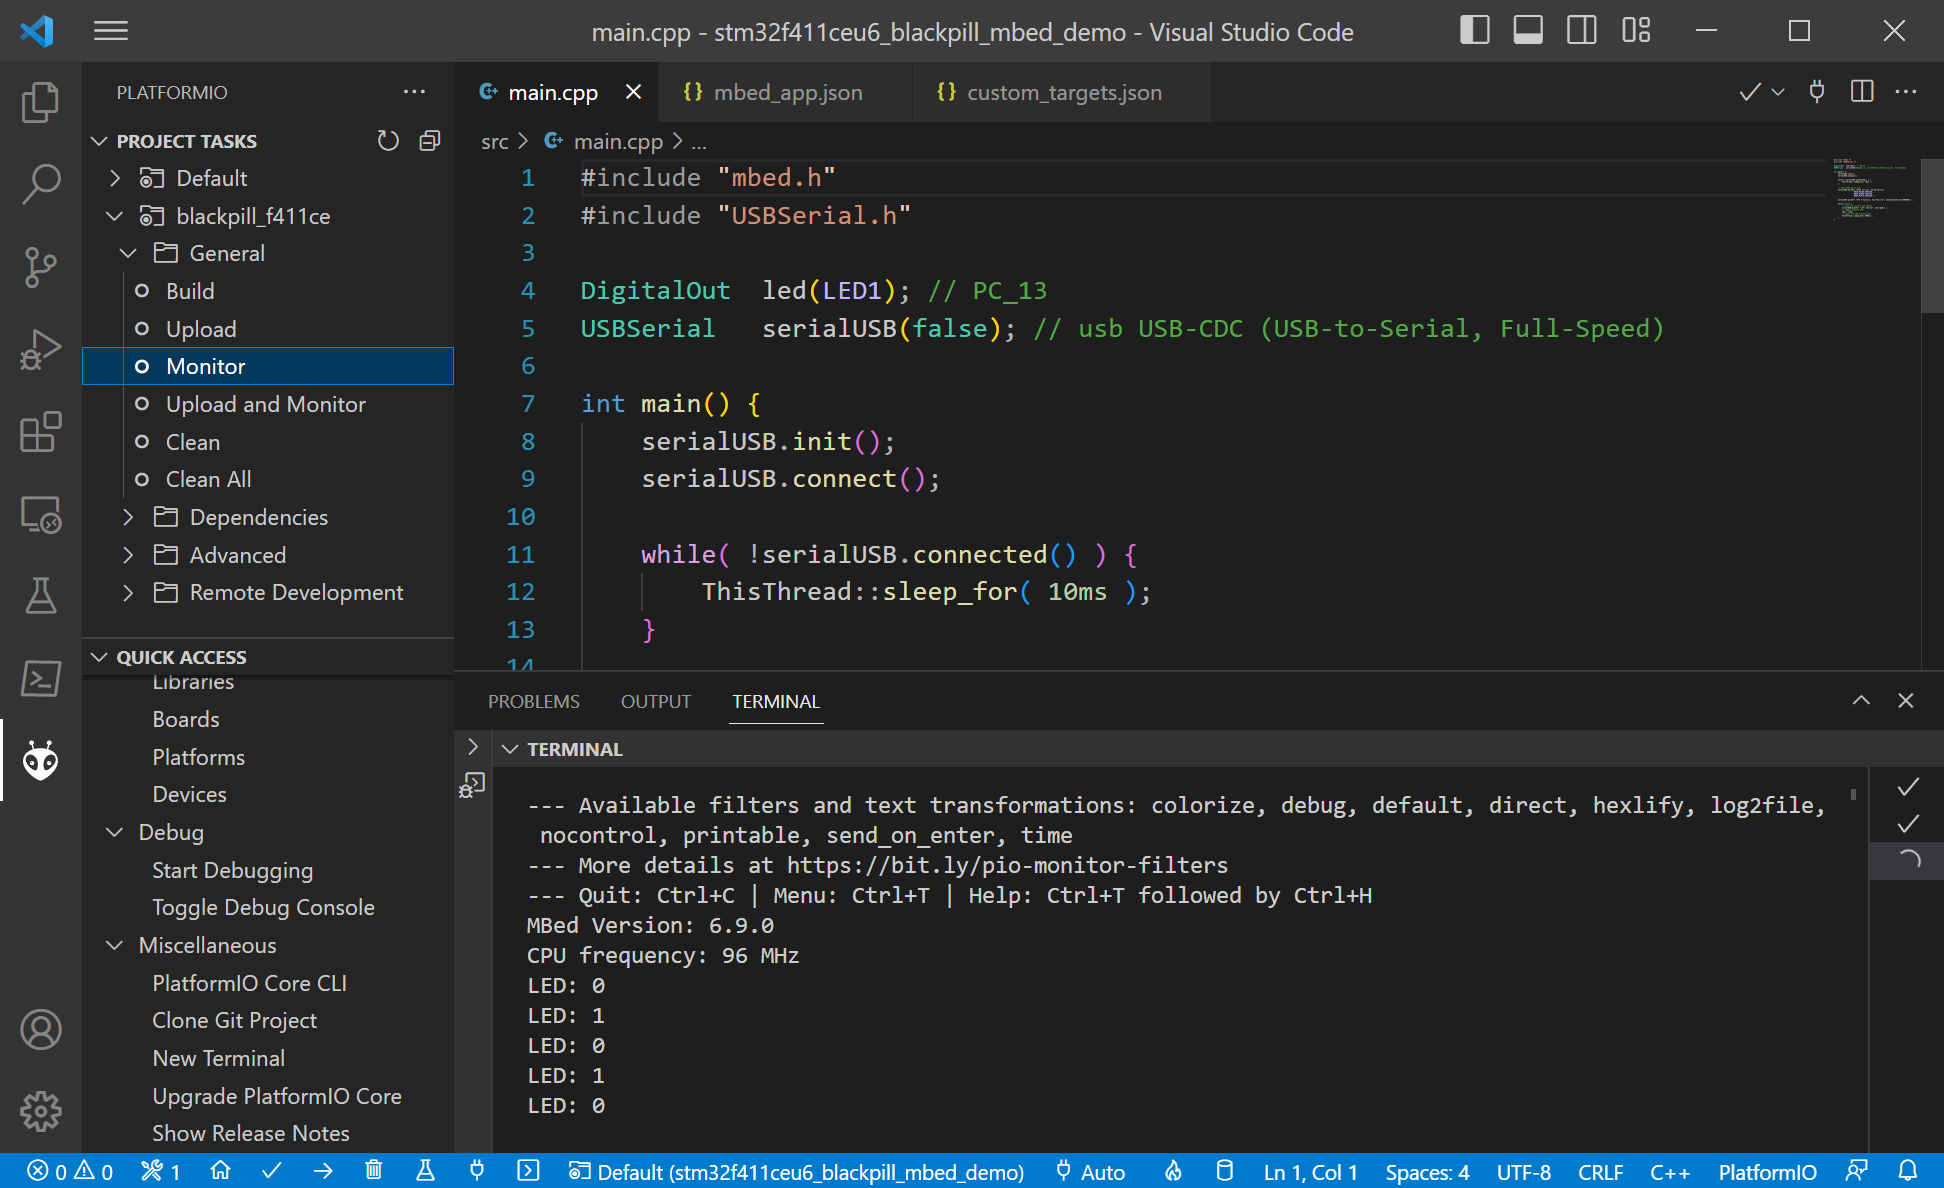 main.cpp - stm32f411ceu6_blackpill_mbed_demo - Visual Studio Code
PLATFORMIO
PROJECT TASKS
Default
blackpill_f411ce
General
Build
Upload
Monitor
Upload and Monitor
Clean
Clean All
Dependencies
Advanced
Remote Development
QUICK ACCESS
Libraries
Boards
Platforms
Devices
Debug
Start Debugging
Toggle Debug Console
Miscellaneous
PlatformIO Core CLI
Clone Git Project
New Terminal
Upgrade PlatformIO Core
Show Release Notes
main.cpp
mbed_app.json
custom_targets.json
src > main.cpp > ...
1 #include "mbed.h"
2 #include "USBSerial.h"
3
4 DigitalOut  led(LED1); // PC_13
5 USBSerial   serialUSB(false); // usb USB-CDC (USB-to-Serial, Full-Speed)
6
7 int main() {
8     serialUSB.init();
9     serialUSB.connect();
10
11     while( !serialUSB.connected() ) {
12         ThisThread::sleep_for( 10ms );
13     }
14
PROBLEMS OUTPUT TERMINAL
TERMINAL
--- Available filters and text transformations: colorize, debug, default, direct, hexlify, log2file,
nocontrol, printable, send_on_enter, time
--- More details at https://bit.ly/pio-monitor-filters
--- Quit: Ctrl+C | Menu: Ctrl+T | Help: Ctrl+T followed by Ctrl+H
MBed Version: 6.9.0
CPU frequency: 96 MHz
LED: 0
LED: 1
LED: 0
LED: 1
LED: 0
0 0 1 Default (stm32f411ceu6_blackpill_mbed_demo) Auto Ln 1, Col 1 Spaces: 4 UTF-8 CRLF C++ PlatformIO